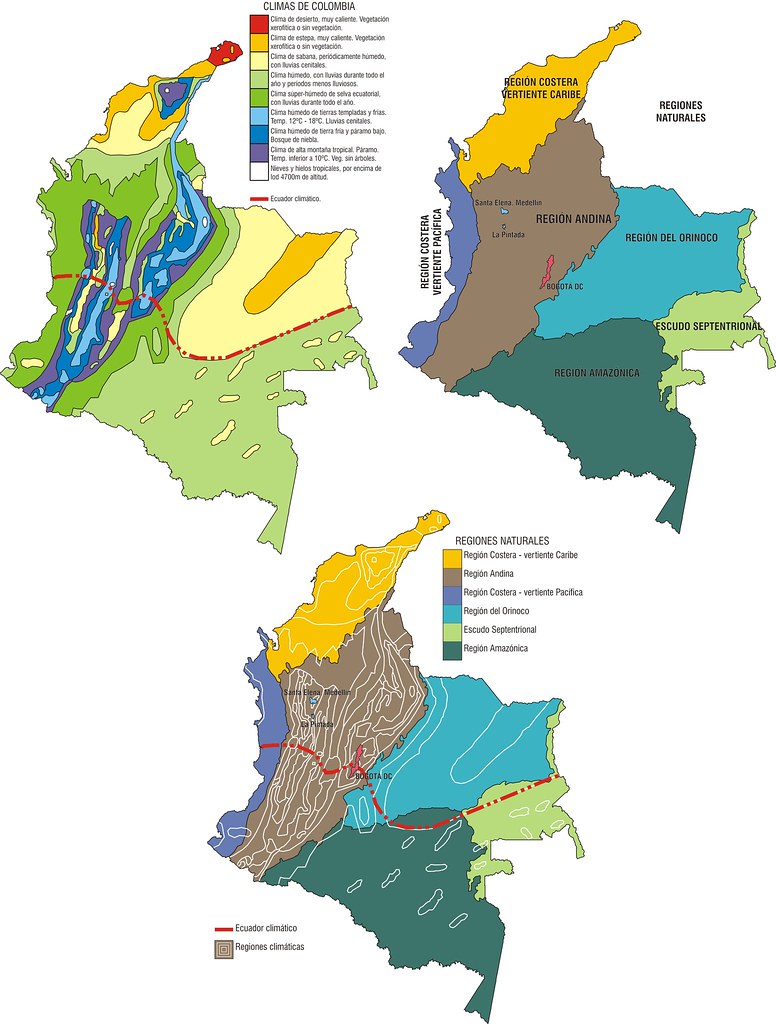 CLIMAS DE COLOMBIA
Clima de desierto, muy caliente. Vegetación
xerofítica o sin vegetación.
Clima de estepa, muy caliente. Vegetación
xerofítica o sin vegetación.
Clima de sabana, periódicamente húmedo,
con lluvias cenitales.
Clima húmedo, con lluvias durante todo el
año y periodos menos lluviosos.
Clima súper-húmedo de selva ecuatorial,
con lluvias durante todo el año.
Clima húmedo de tierras templadas y frías.
Temp. 12ºC - 18ºC. Lluvias cenitales.
Clima húmedo de tierra fría y páramo bajo.
Bosque de niebla.
Clima de alta montaña tropical. Páramo.
Temp. inferior a 10ºC. Veg. sin árboles.
Nieves y hielos tropicales, por encima de
lod 4700m de altitud.
Ecuador climático.
REGIONES
NATURALES
REGIÓN COSTERA
VERTIENTE CARIBE
REGIÓN COSTERA
VERTIENTE PACÍFICA
Santa Elena. Medellín
La Pintada
REGIÓN ANDINA
BOGOTÁ DC
REGIÓN DEL ORINOCO
ESCUDO SEPTENTRIONAL
REGIÓN AMAZÓNICA
REGIONES NATURALES
Región Costera - vertiente Caribe
Región Andina
Región Costera - vertiente Pacífica
Región del Orinoco
Escudo Septentrional
Región Amazónica
Santa Elena. Medellín
La Pintada
BOGOTÁ DC
Ecuador climático
Regiones climáticas